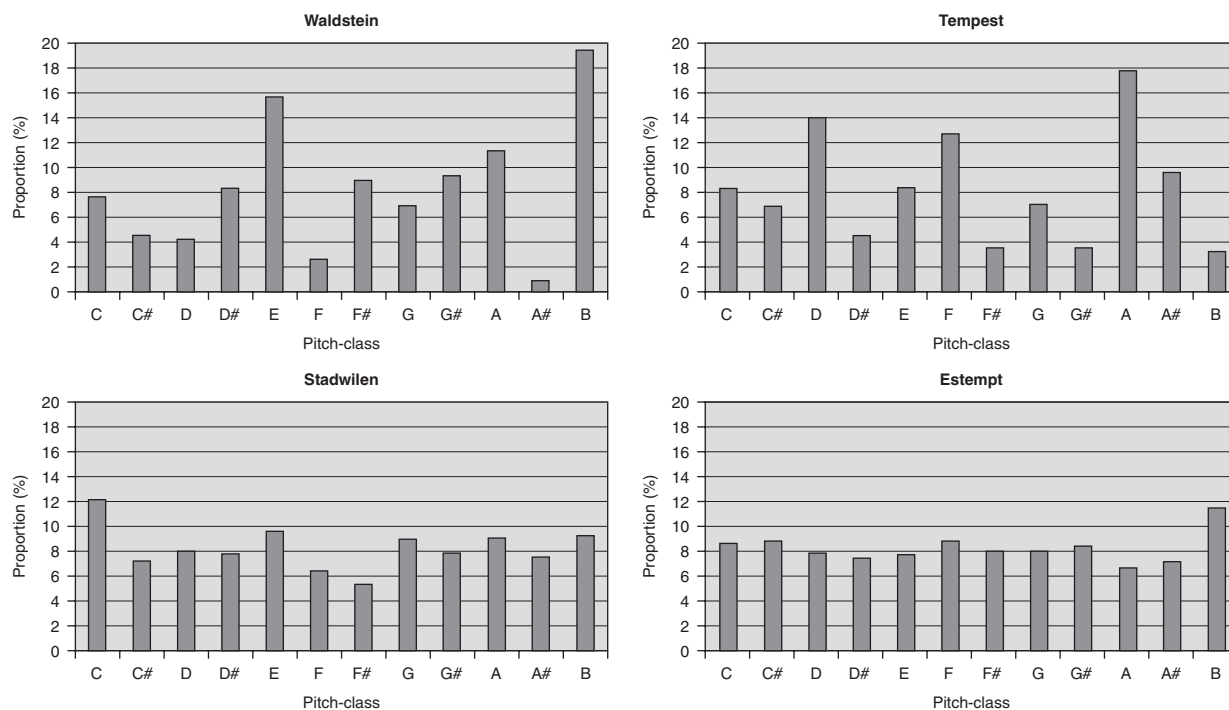 Waldstein
Proportion (%)
20
18
16
14
12
10
8
6
4
2
0
C C# D D# E F F# G G# A A# B
Pitch-class
Tempest
Proportion (%)
20
18
16
14
12
10
8
6
4
2
0
C C# D D# E F F# G G# A A# B
Pitch-class
Stadwilen
Proportion (%)
20
18
16
14
12
10
8
6
4
2
0
C C# D D# E F F# G G# A A# B
Pitch-class
Estempt
Proportion (%)
20
18
16
14
12
10
8
6
4
2
0
C C# D D# E F F# G G# A A# B
Pitch-class